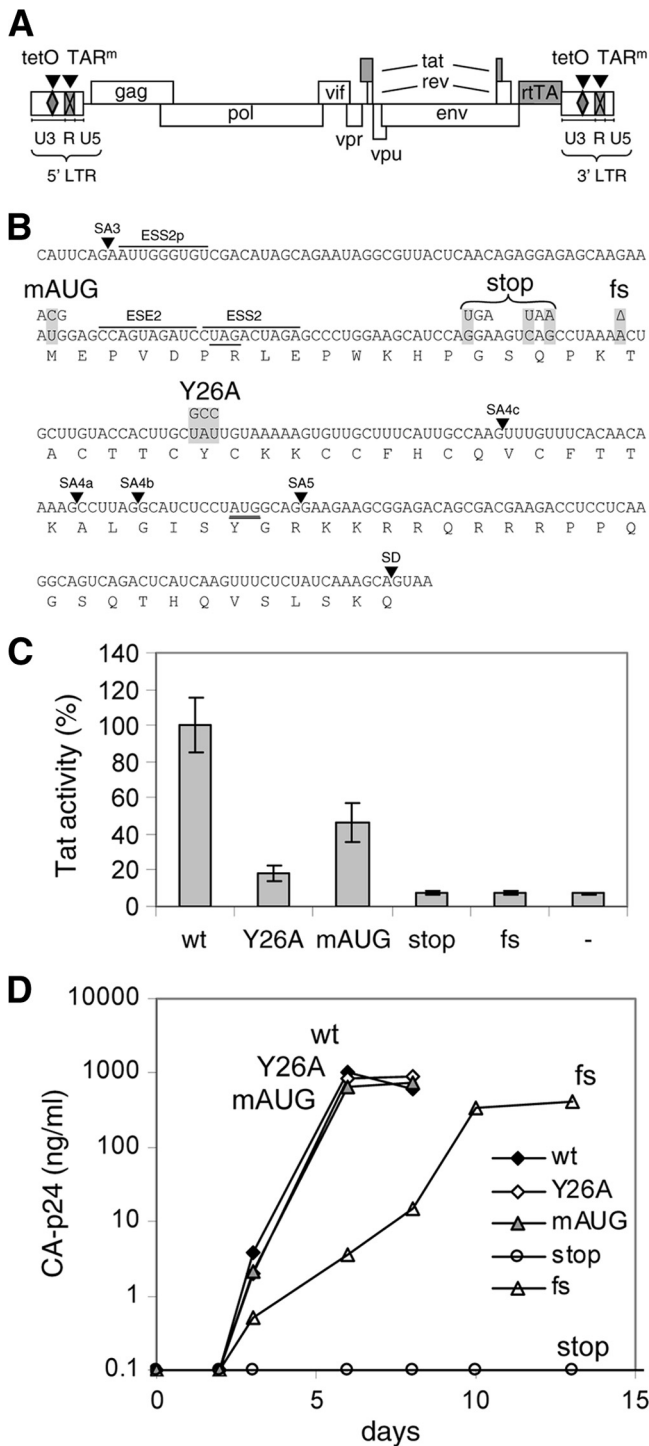 A
tetO TARᵐ tat tetO TARᵐ
gag vif rev rtTA
pol env
vpr
vpu
U3 R U5 U3 R U5
5' LTR 3' LTR
B
SA3 ESS2p
CAUUCAGAAUUGGGUGUCGACAUAGCAGAAUAGGCGUUACUCAACAGAGGAGAGCAAGAA
mAUG stop fs
ACG ESE2 ESS2 UGA UAA Δ
AUGGAGCCAGUAGAUCCUAGACUAGAGCCCUGGAAGCAUCCAGGAAGUCAGCCUAAAACU
M E P V D P R L E P W K H P G S Q P K T
Y26A
GCC SA4c
GCUUGUACCACUUGCUAUUGUAAAAAGUGUUGCUUUCAUUGCCAAGUUUGUUUCACAACA
A C T T C Y C K K C C F H C Q V C F T T
SA4a SA4b SA5
AAAGCCUUAGGCAUCUCCUAUGGCAGGAAGAAGCGGAGACAGCGACGAAGACCUCCUCAA
K A L G I S Y G R K K R R Q R R R P P Q
SD
GGCAGUCAGACUCAUCAAGUUUCUCUAUCAAAGCAGUAA
G S Q T H Q V S L S K Q
C
Tat activity (%)
140
120
100
80
60
40
20
0
wt Y26A mAUG stop fs -
D
CA-p24 (ng/ml)
10000
1000
100
10
1
0.1
wt
Y26A
mAUG
fs
wt
Y26A
mAUG
stop
fs
stop
0 5 10 15
days